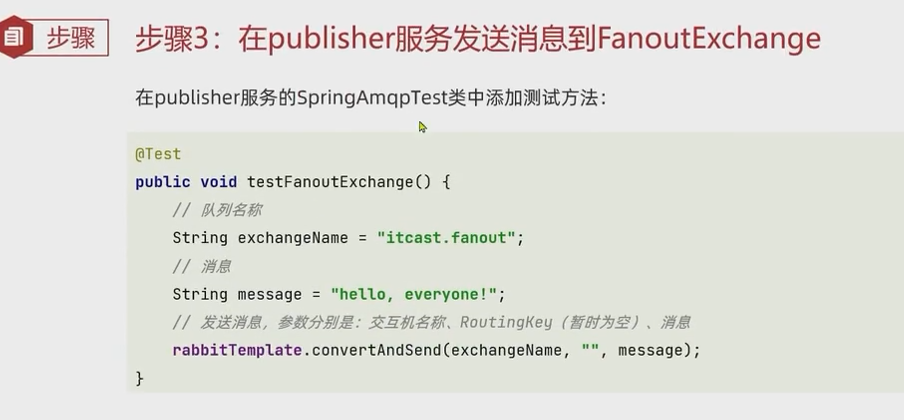 步骤
步骤3：在publisher服务发送消息到FanoutExchange
在publisher服务的SpringAmqpTest类中添加测试方法：
@Test
public void testFanoutExchange() {
    // 队列名称
    String exchangeName = "itcast.fanout";
    // 消息
    String message = "hello, everyone!";
    // 发送消息，参数分别是：交互机名称、RoutingKey（暂时为空）、消息
    rabbitTemplate.convertAndSend(exchangeName, "", message);
}